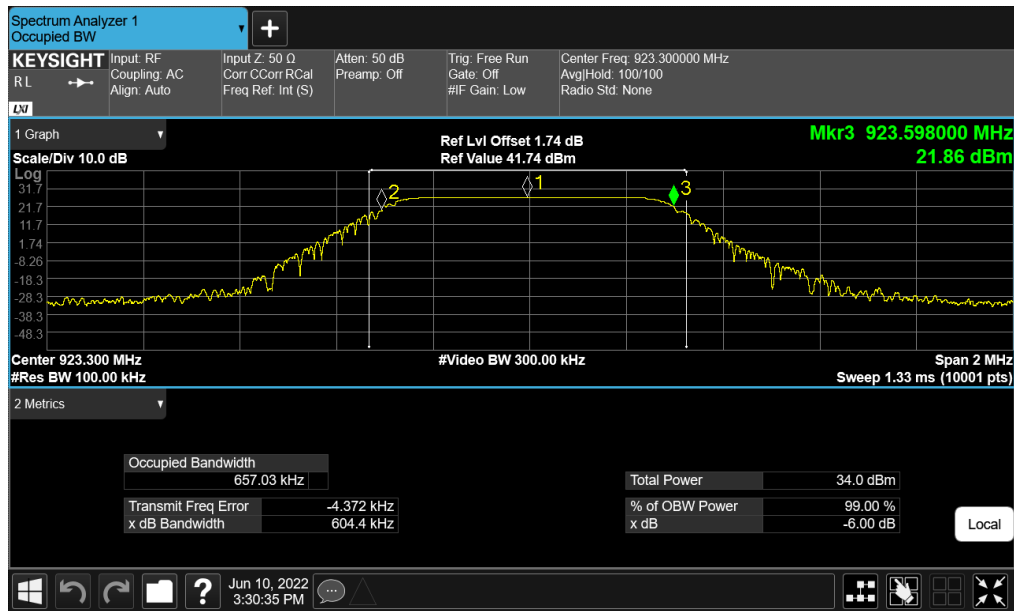 Spectrum Analyzer 1
Occupied BW
+
KEYSIGHT
R L
LXI
Input: RF
Coupling: AC
Align: Auto
Input Z: 50 Ω
Corr CCorr RCal
Freq Ref: Int (S)
Atten: 50 dB
Preamp: Off
Trig: Free Run
Gate: Off
#IF Gain: Low
Center Freq: 923.300000 MHz
Avg|Hold: 100/100
Radio Std: None
1 Graph
Scale/Div 10.0 dB
Ref Lvl Offset 1.74 dB
Ref Value 41.74 dBm
Mkr3 923.598000 MHz
21.86 dBm
Log
31.7
21.7
11.7
1.74
-8.26
-18.3
-28.3
-38.3
-48.3
2
1
3
Center 923.300 MHz
#Video BW 300.00 kHz
Span 2 MHz
#Res BW 100.00 kHz
Sweep 1.33 ms (10001 pts)
2 Metrics
Occupied Bandwidth
657.03 kHz
Transmit Freq Error -4.372 kHz
x dB Bandwidth 604.4 kHz
Total Power 34.0 dBm
% of OBW Power 99.00 %
x dB -6.00 dB
Local
?
Jun 10, 2022
3:30:35 PM